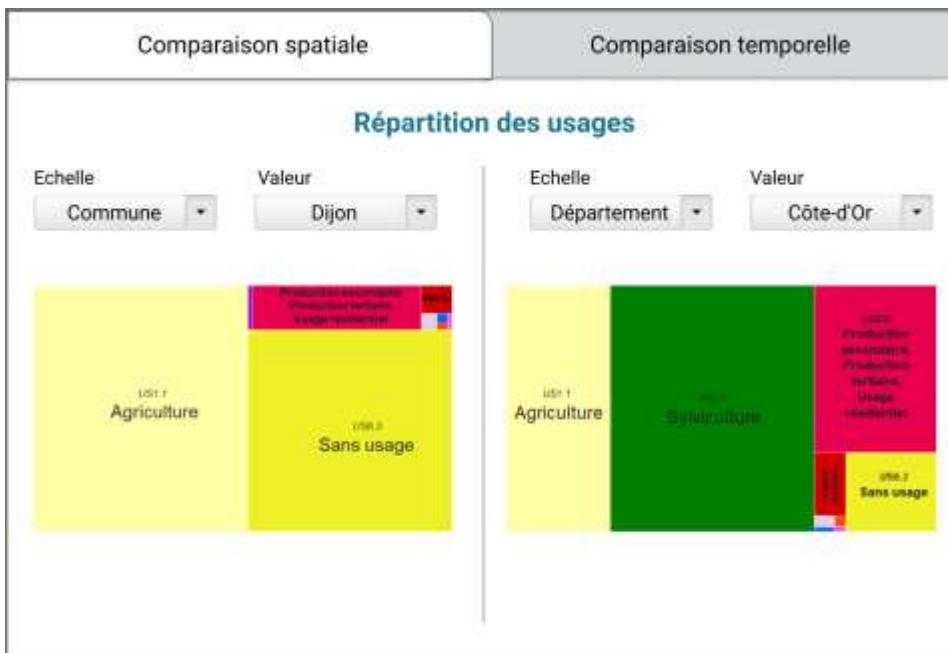 Comparaison spatiale
Comparaison temporelle
Répartition des usages
Echelle
Valeur
Commune
Dijon
Echelle
Valeur
Département
Côte-d'Or
Production secondaire,
Production tertiaire,
Usage résidentiel
US1.1
Agriculture
Sans usage
US1.1
Agriculture
Sylviculture
Production
secondaire,
Production
tertiaire,
Usage
résidentiel
Sans usage